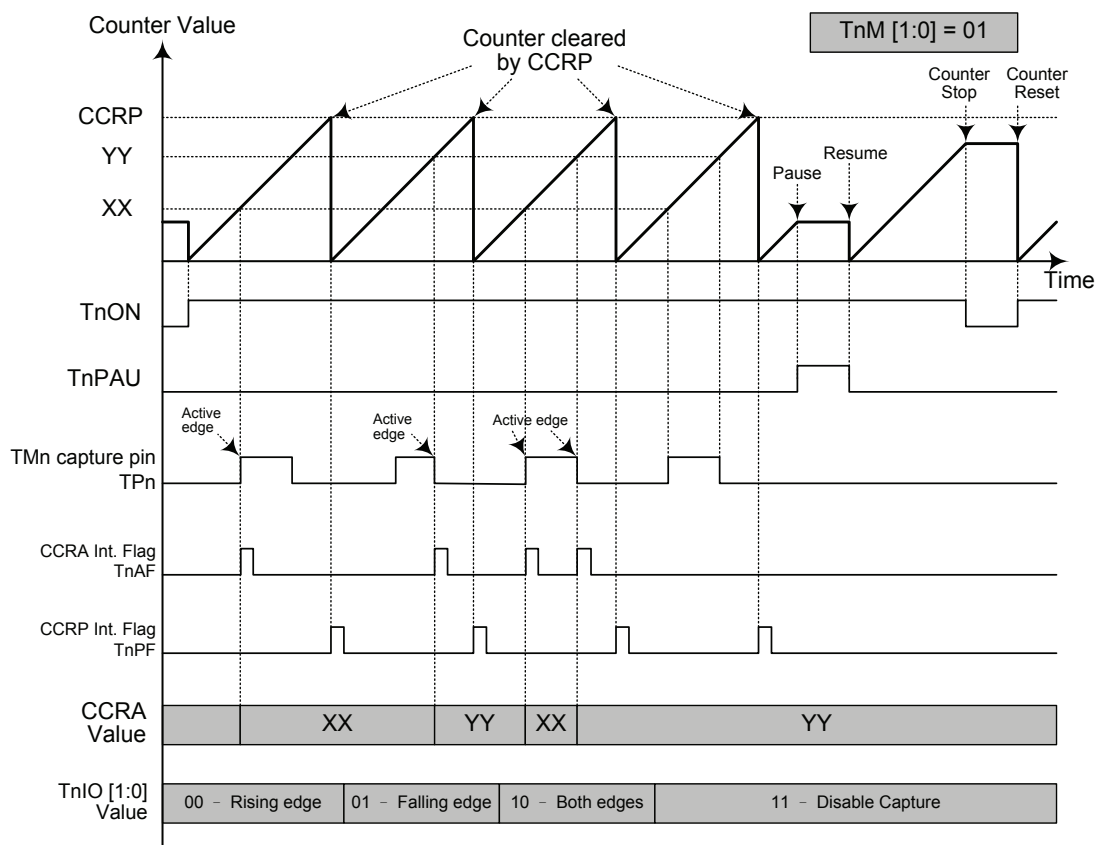 Counter Value
TnM [1:0] = 01
Counter cleared
by CCRP
Counter
Stop
Counter
Reset
CCRP
YY
Resume
Pause
XX
Time
TnON
TnPAU
Active
edge
Active
edge
Active edge
TMn capture pin
TPn
CCRA Int. Flag
TnAF
CCRP Int. Flag
TnPF
CCRA
Value
XX
YY
XX
YY
TnIO [1:0]
Value
00 – Rising edge
01 – Falling edge
10 – Both edges
11 – Disable Capture